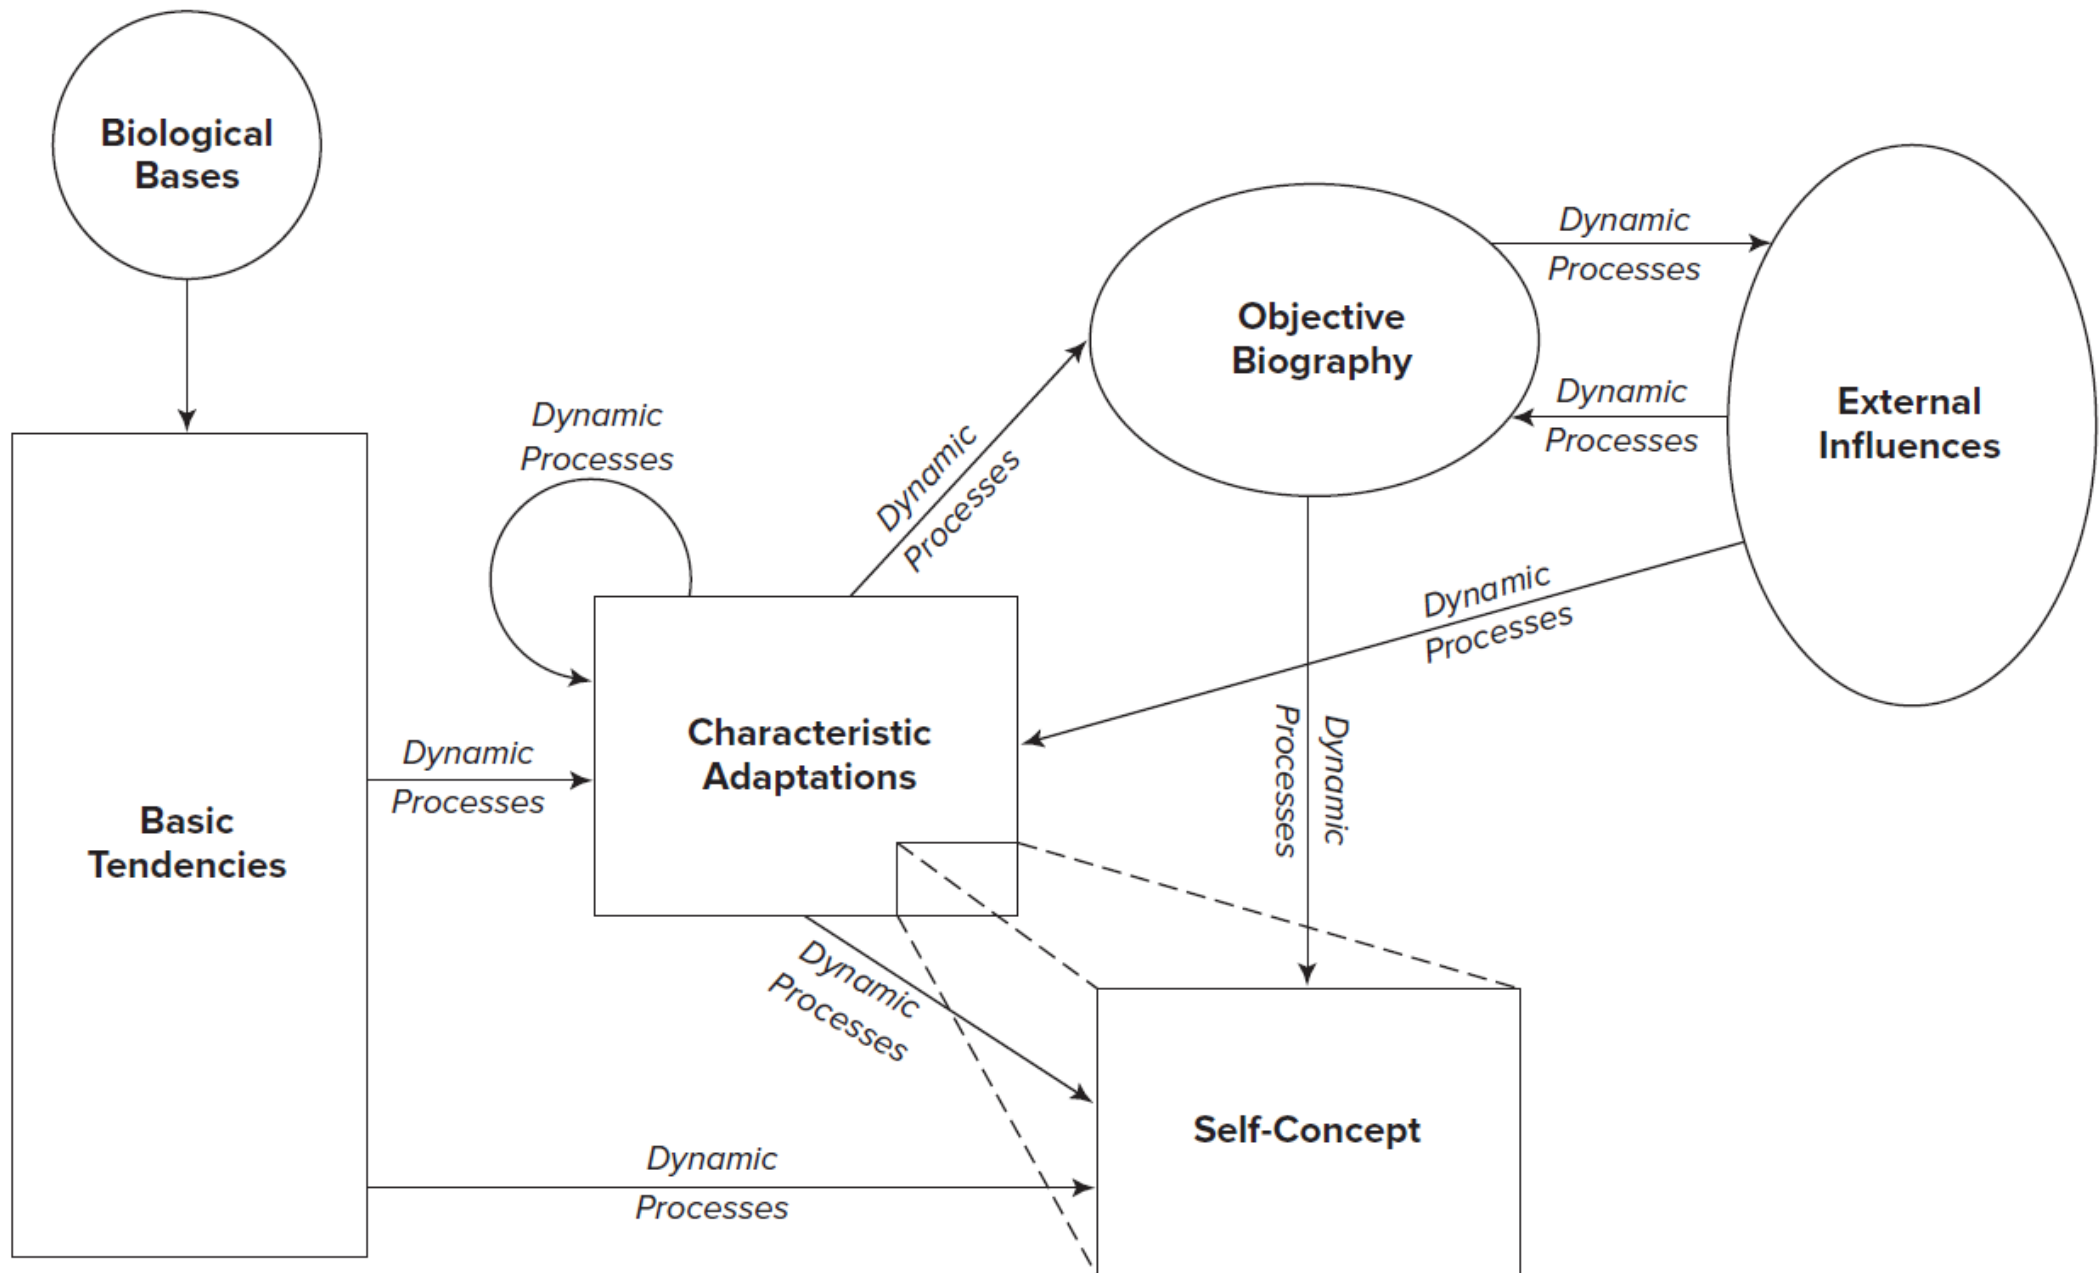 Biological
Bases
Dynamic
Processes
Objective
Biography
Dynamic
Processes
External
Influences
Dynamic
Processes
Dynamic
Processes
Dynamic
Processes
Dynamic
Processes
Characteristic
Adaptations
Dynamic
Processes
Basic
Tendencies
Dynamic
Processes
Dynamic
Processes
Self-Concept
Dynamic
Processes